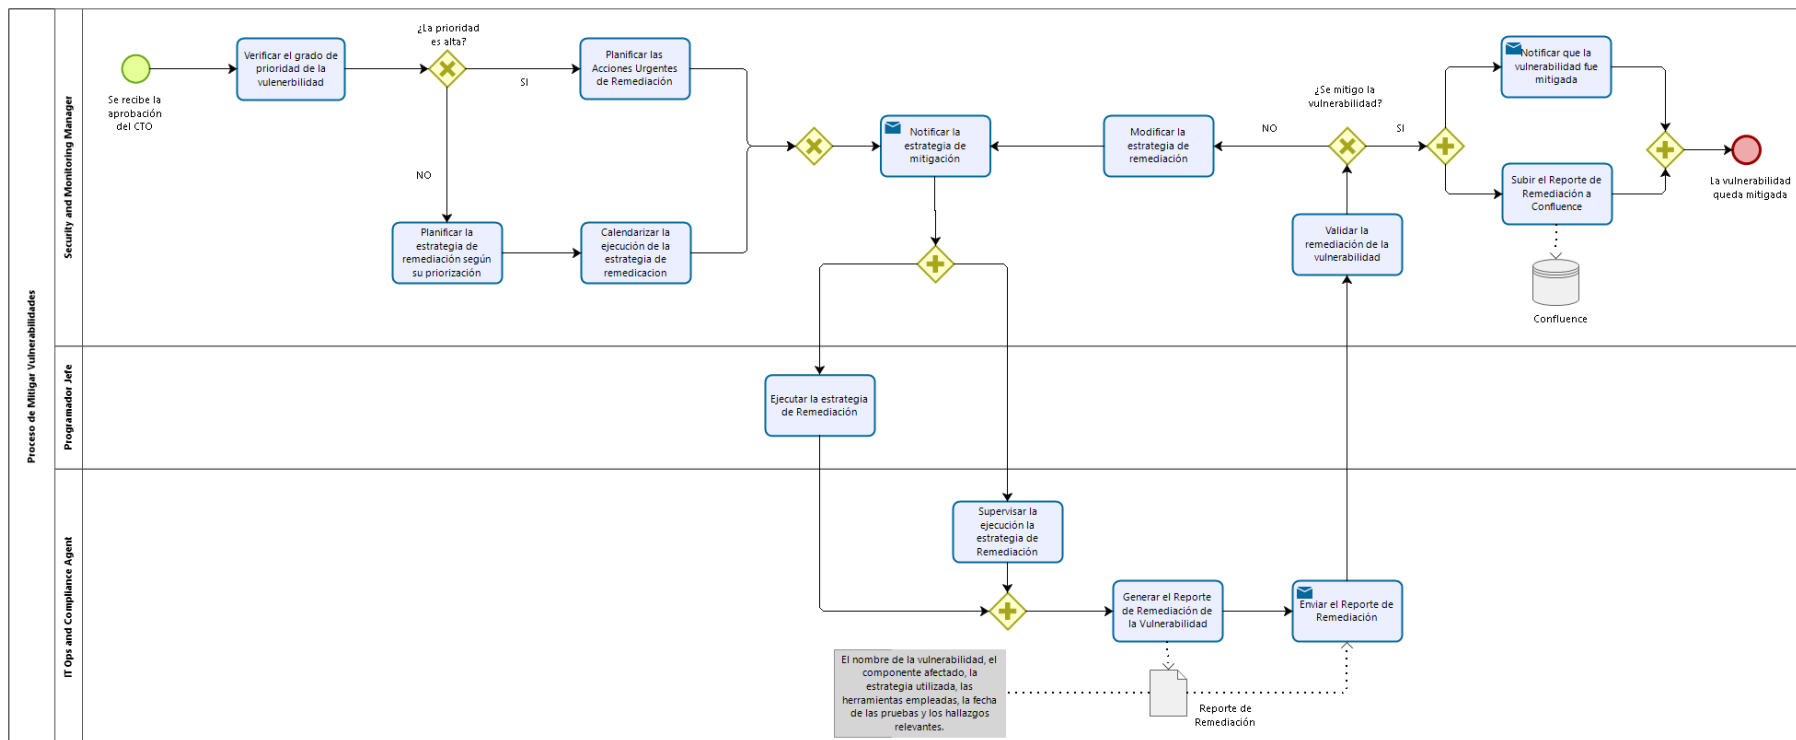 Proceso de Mitigar Vulnerabilidades
Security and Monitoring Manager
Se recibe la
aprobación
del CTO
Verificar el grado de
prioridad de la
vulenerbilidad
¿La prioridad
es alta?
SI
NO
Planificar las
Acciones Urgentes
de Remediación
Planificar la
estrategia de
remediación según
su priorización
Calendarizar la
ejecución de la
estrategia de
remedicacion
Notificar la
estrategia de
mitigación
Modificar la
estrategia de
remediación
NO
¿Se mitigo la
vulnerabilidad?
SI
Validar la
remediación de la
vulnerabilidad
Notificar que la
vulnerabilidad fue
mitigada
Subir el Reporte de
Remediación a
Confluence
Confluence
La vulnerabilidad
queda mitigada
Programador Jefe
Ejecutar la estrategia
de Remediación
IT Ops and Compliance Agent
Supervisar la
ejecución la
estrategia de
Remediación
Generar el Reporte
de Remediación de
la Vulnerabilidad
Enviar el Reporte de
Remediación
El nombre de la vulnerabilidad, el
componente afectado, la
estrategia utilizada, las
herramientas empleadas, la fecha
de las pruebas y los hallazgos
relevantes.
Reporte de
Remediación